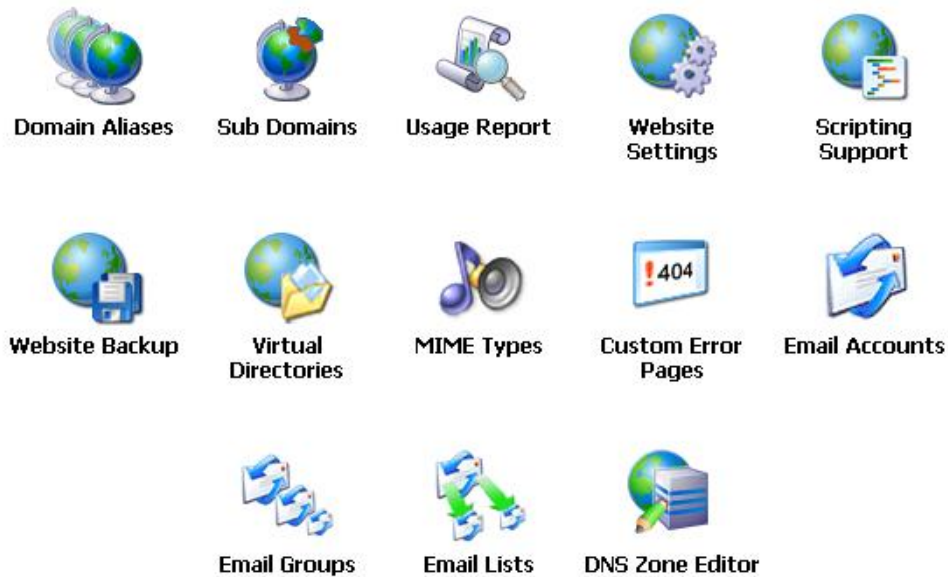 Domain Aliases
Sub Domains
Usage Report
Website
Settings
Scripting
Support
Website Backup
Virtual
Directories
MIME Types
404
Custom Error
Pages
Email Accounts
Email Groups
Email Lists
DNS Zone Editor